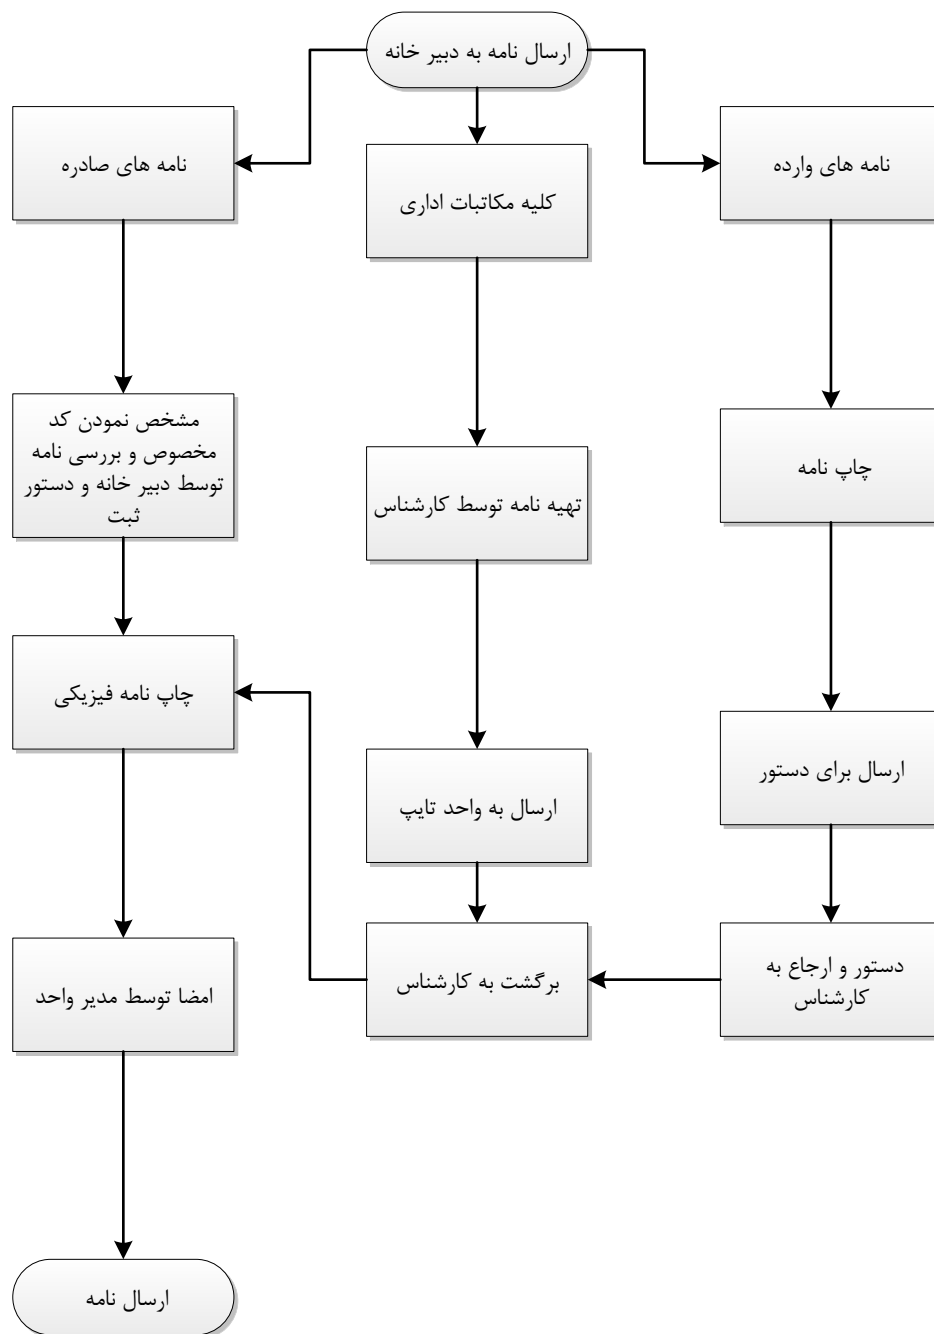 ارسال نامه به دبیر خانه
نامه های وارده
کلیه مکاتبات اداری
نامه های صادره
چاپ نامه
تهیه نامه توسط کارشناس
مشخص نمودن کد
مخصوص و بررسی نامه
توسط دبیر خانه و دستور
ثبت
ارسال برای دستور
ارسال به واحد تایپ
چاپ نامه فیزیکی
دستور و ارجاع به
کارشناس
برگشت به کارشناس
امضا توسط مدیر واحد
ارسال نامه